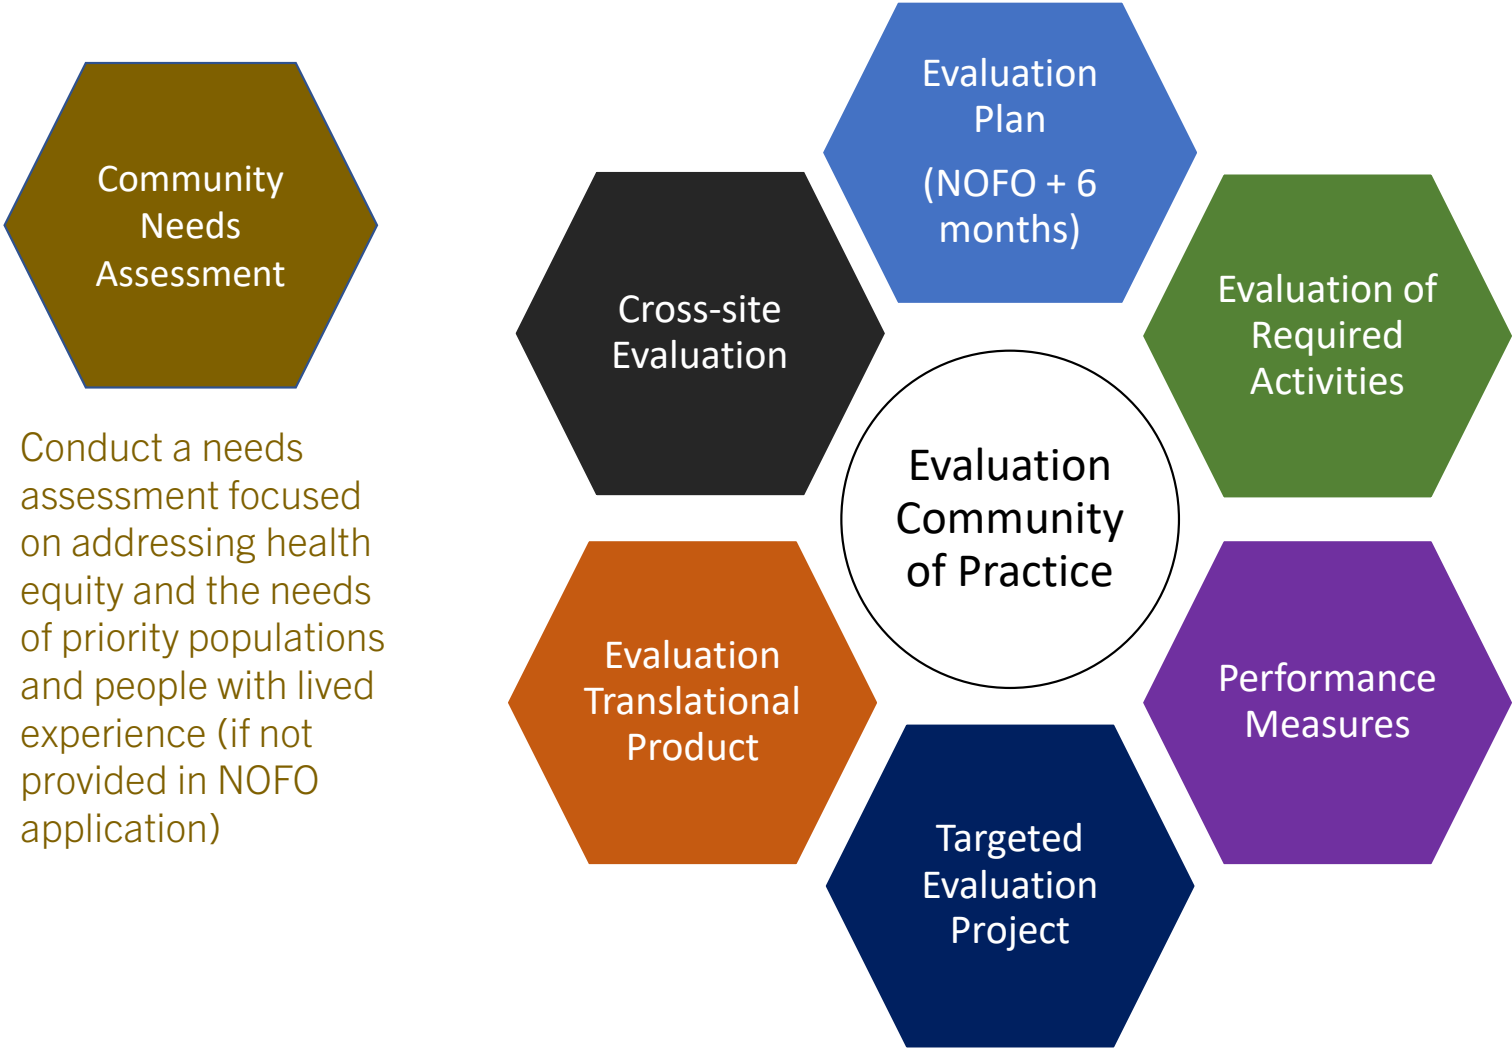 Community
Needs
Assessment
Conduct a needs
assessment focused
on addressing health
equity and the needs
of priority populations
and people with lived
experience (if not
provided in NOFO
application)
Evaluation
Plan
(NOFO + 6
months)
Evaluation of
Required
Activities
Performance
Measures
Targeted
Evaluation
Project
Evaluation
Translational
Product
Cross-site
Evaluation
Evaluation
Community
of Practice